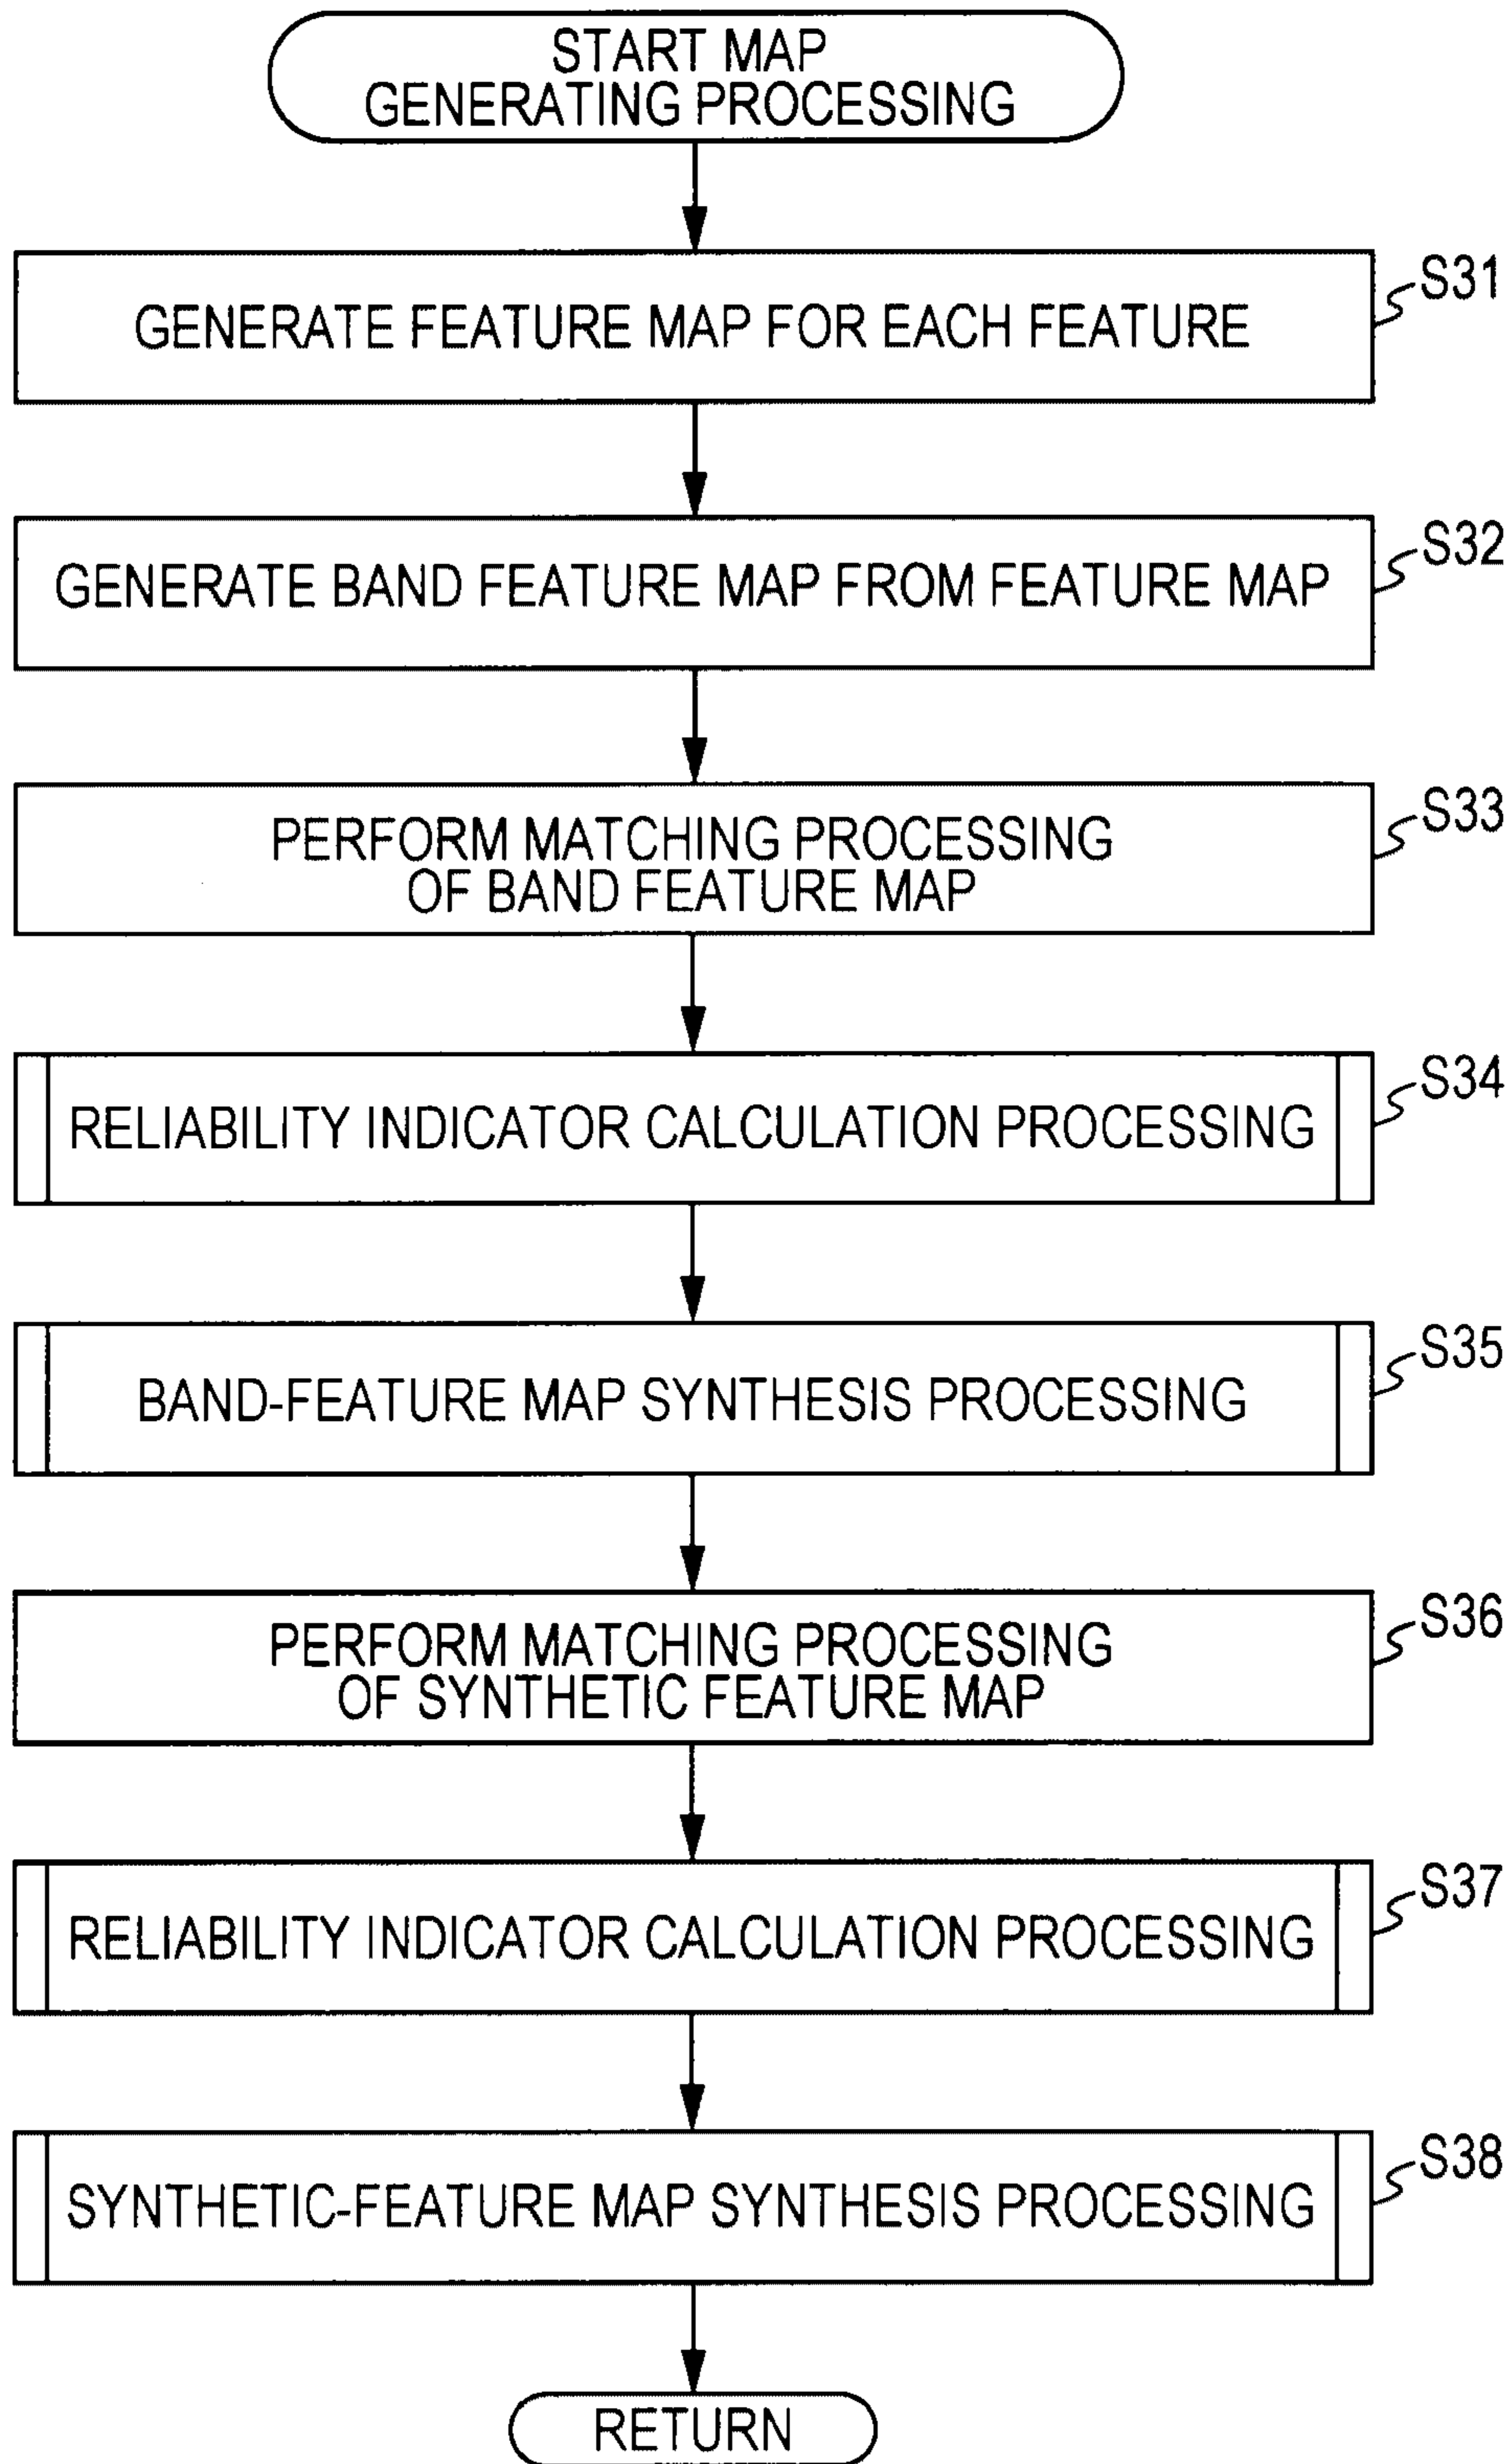 START MAP
GENERATING PROCESSING
S31
GENERATE FEATURE MAP FOR EACH FEATURE
S32
GENERATE BAND FEATURE MAP FROM FEATURE MAP
S33
PERFORM MATCHING PROCESSING
OF BAND FEATURE MAP
S34
RELIABILITY INDICATOR CALCULATION PROCESSING
S35
BAND-FEATURE MAP SYNTHESIS PROCESSING
S36
PERFORM MATCHING PROCESSING
OF SYNTHETIC FEATURE MAP
S37
RELIABILITY INDICATOR CALCULATION PROCESSING
S38
SYNTHETIC-FEATURE MAP SYNTHESIS PROCESSING
RETURN